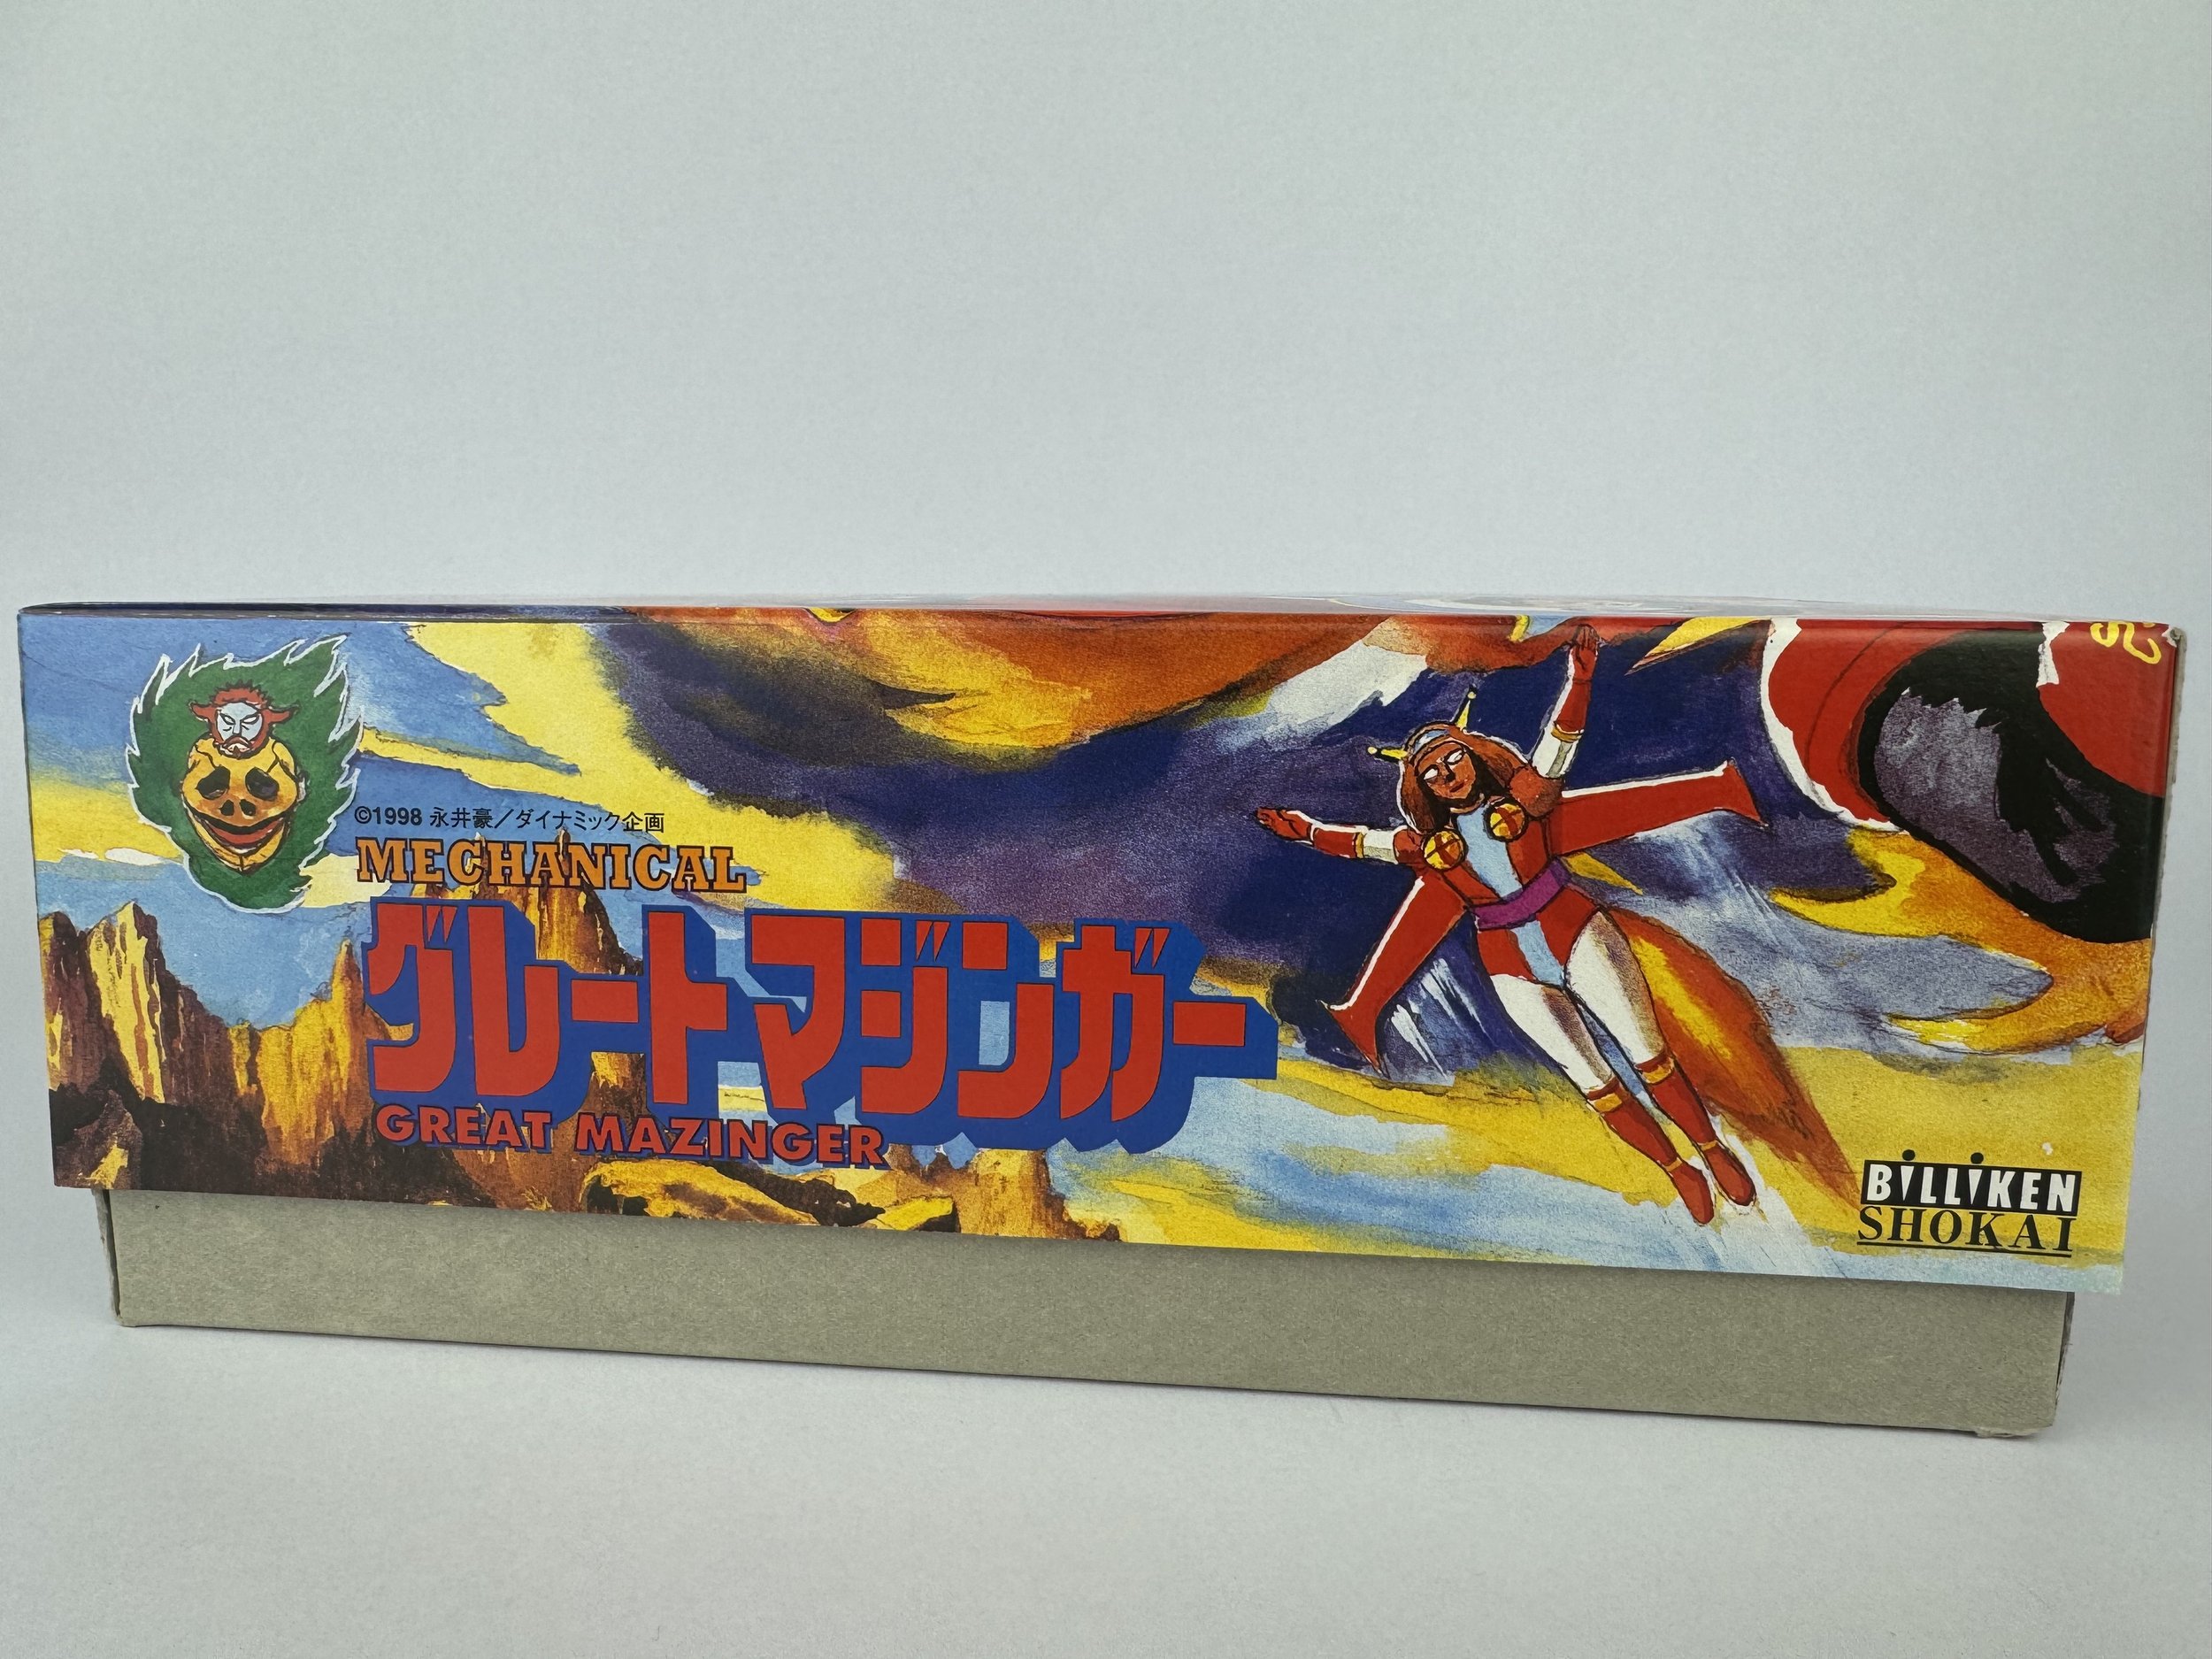 ©1998 永井豪／ダイナミック企画
MECHANICAL
グレートマジンガー
GREAT MAZINGER
BILLIKEN
SHOKAI